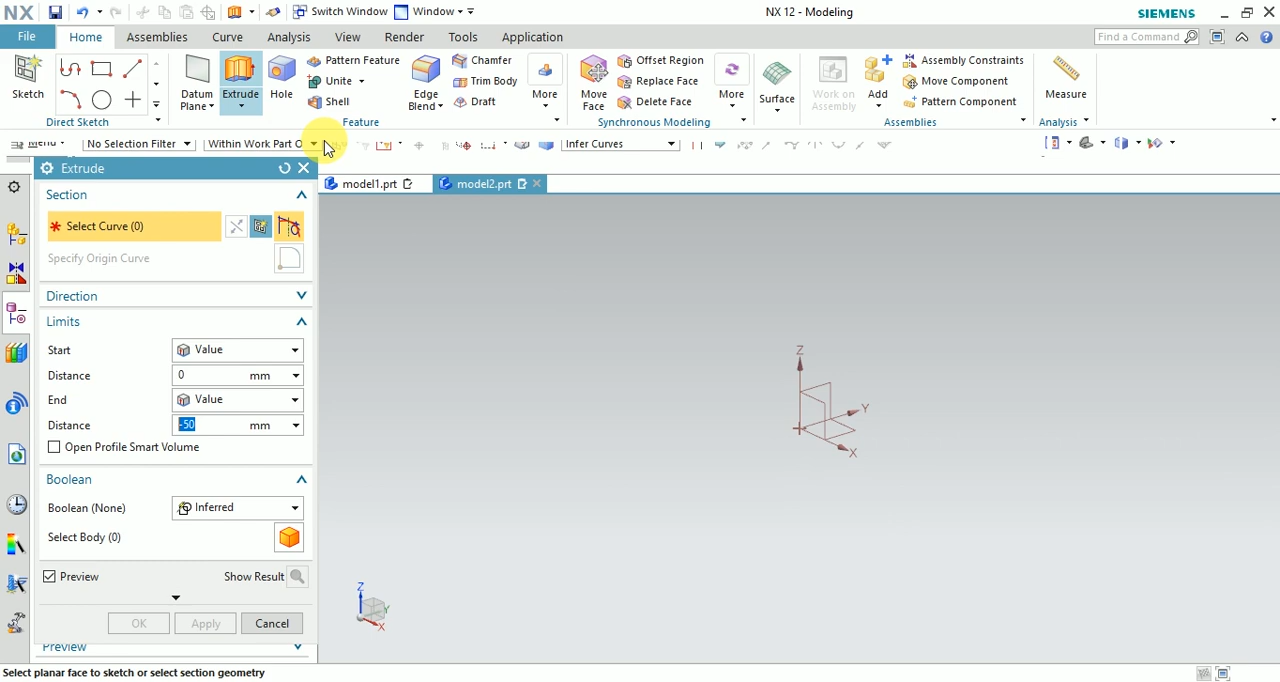 NX Switch Window Window NX 12 - Modeling SIEMENS
File Home Assemblies Curve Analysis View Render Tools Application Find a Command
Sketch Datum Plane Extrude Hole Pattern Feature Unite Shell Edge Blend Chamfer Trim Body Draft More Move Face Offset Region Replace Face Delete Face More Surface Work on Assembly Add Assembly Constraints Move Component Pattern Component Measure
Direct Sketch Feature Synchronous Modeling Assemblies Analysis
Menu No Selection Filter Within Work Part O Infer Curves
Extrude model1.prt model2.prt
Section
* Select Curve (0)
Specify Origin Curve
Direction
Limits
Start Value
Distance 0 mm
End Value
Distance -50 mm
Open Profile Smart Volume
Boolean
Boolean (None) Inferred
Select Body (0)
Preview Show Result
OK Apply Cancel
Preview
Z
Y
X
Z
Y
X
Select planar face to sketch or select section geometry